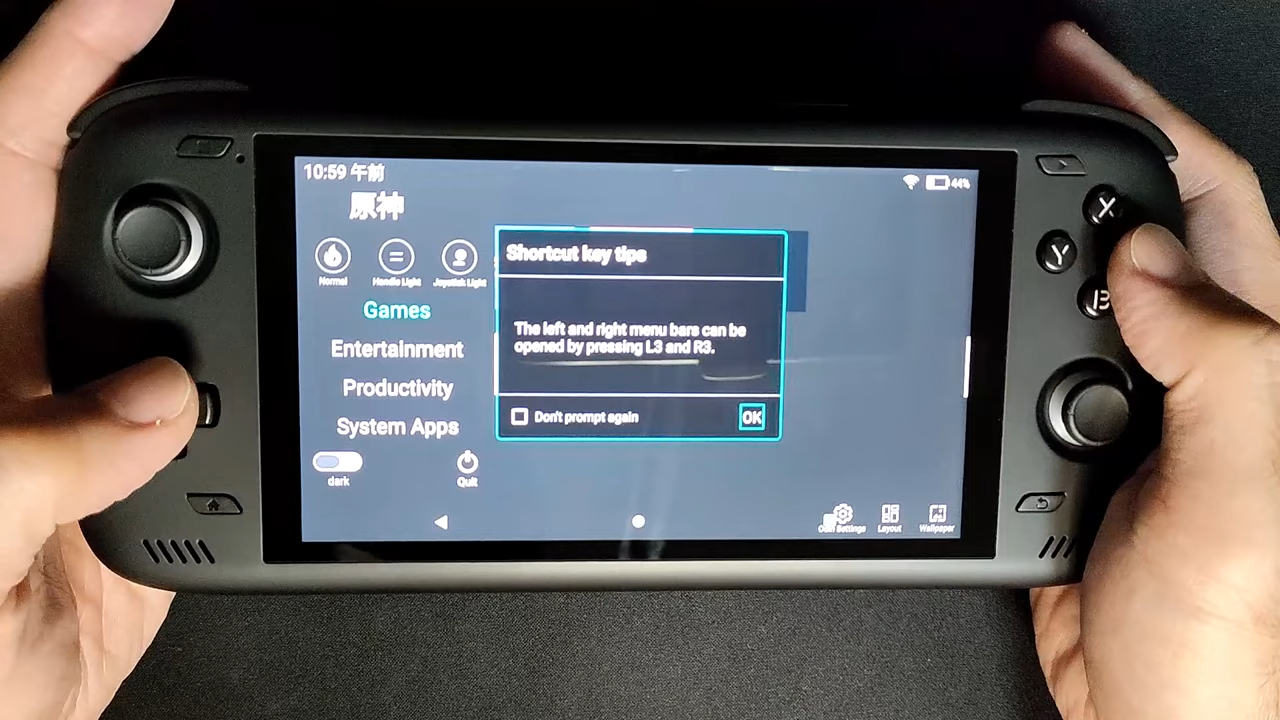 10:59 午前
44%
原神
Normal
Handle Light
Joystick Light
Games
Entertainment
Productivity
System Apps
dark
Quit
Shortcut key tips
The left and right menu bars can be
opened by pressing L3 and R3.
Don't prompt again
OK
Settings
Layout
Wallpaper
X
Y
B